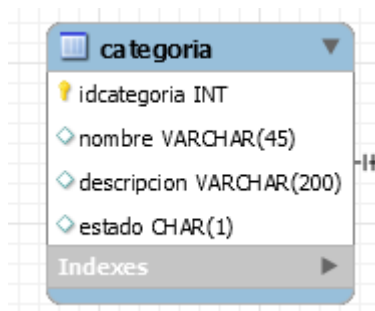 categoria
idcategoria INT
nombre VARCHAR(45)
descripcion VARCHAR(200)
estado CHAR(1)
Indexes